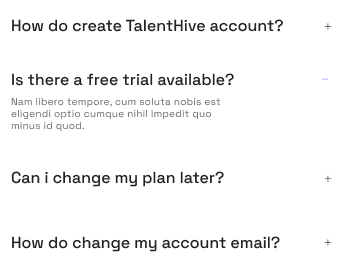 How do create TalentHive account? +
Is there a free trial available? −
Nam libero tempore, cum soluta nobis est
eligendi optio cumque nihil impedit quo
minus id quod.
Can i change my plan later? +
How do change my account email? +